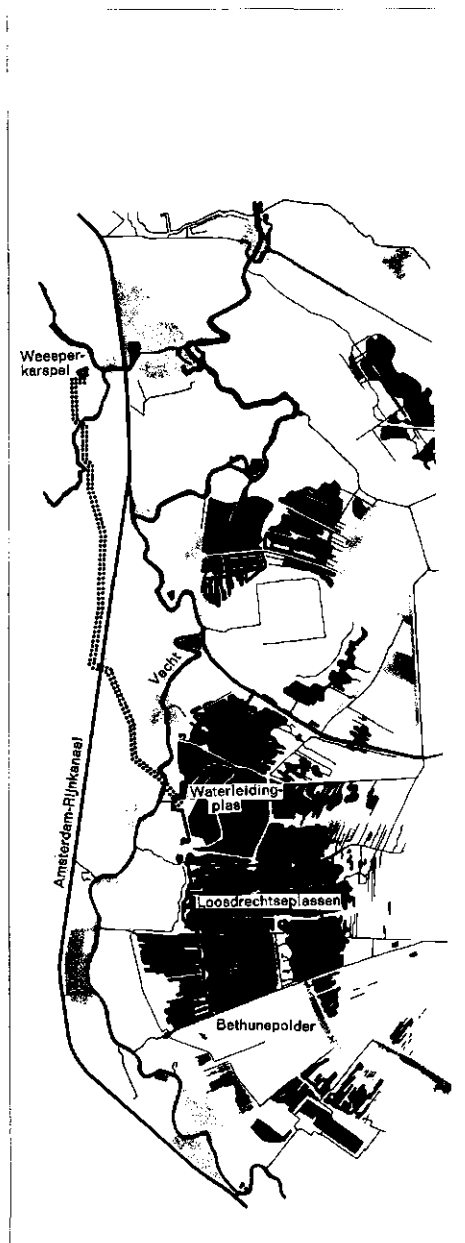 Weesper-
karspel
Vecht
Amsterdam-Rijnkanaal
Waterleiding-
plas
Loosdrechtseplassen
Bethunepolder